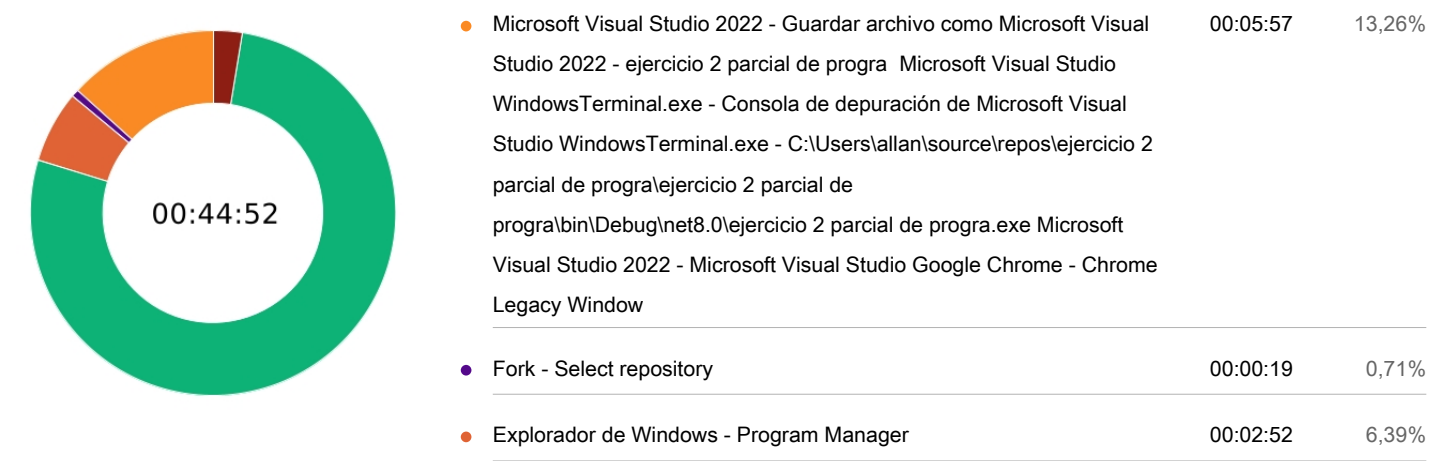 00:44:52
Microsoft Visual Studio 2022 - Guardar archivo como Microsoft Visual 00:05:57 13,26%
Studio 2022 - ejercicio 2 parcial de progra  Microsoft Visual Studio
WindowsTerminal.exe - Consola de depuración de Microsoft Visual
Studio WindowsTerminal.exe - C:\Users\allan\source\repos\ejercicio 2
parcial de progra\ejercicio 2 parcial de
progra\bin\Debug\net8.0\ejercicio 2 parcial de progra.exe Microsoft
Visual Studio 2022 - Microsoft Visual Studio Google Chrome - Chrome
Legacy Window
Fork - Select repository 00:00:19 0,71%
Explorador de Windows - Program Manager 00:02:52 6,39%